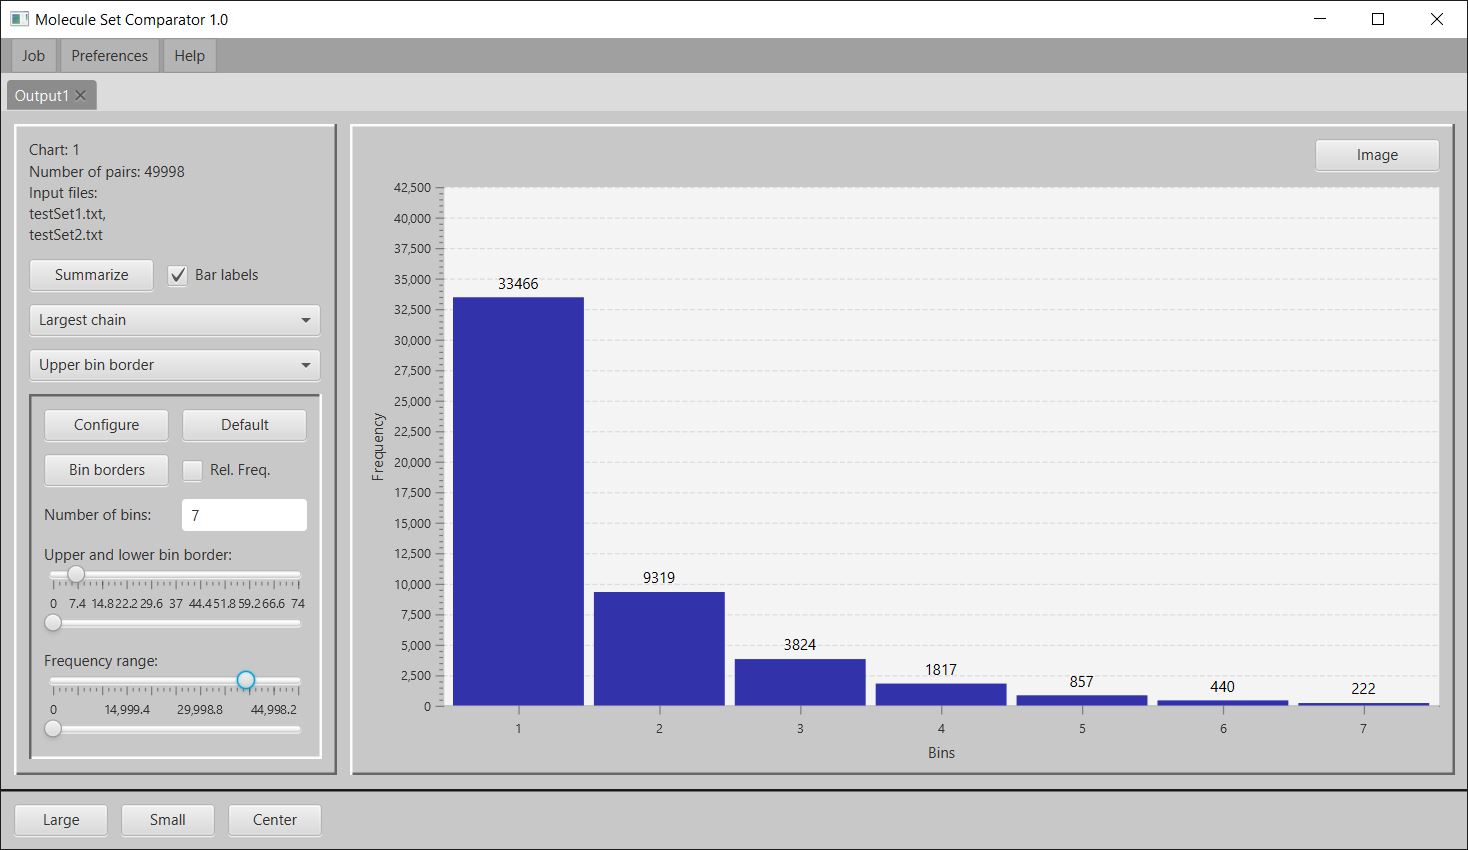 Molecule Set Comparator 1.0
Job Preferences Help
Output1
Chart: 1
Number of pairs: 49998
Input files:
testSet1.txt,
testSet2.txt
Summarize Bar labels
Largest chain
Upper bin border
Configure Default
Bin borders Rel. Freq.
Number of bins: 7
Upper and lower bin border:
0 7.4 14.8 22.2 29.6 37 44.4 51.8 59.2 66.6 74
Frequency range:
0 14,999.4 29,998.8 44,998.2
Image
42,500
40,000
37,500
35,000
32,500
30,000
27,500
25,000
22,500
20,000
17,500
15,000
12,500
10,000
7,500
5,000
2,500
0
Frequency
33466
9319
3824
1817
857
440
222
1 2 3 4 5 6 7
Bins
Large Small Center